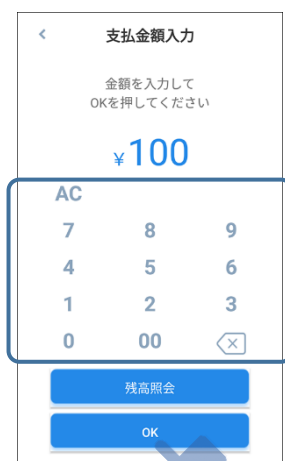 支払金額入力
金額を入力して
OKを押してください
¥100
AC
7 8 9
4 5 6
1 2 3
0 00
残高照会
OK